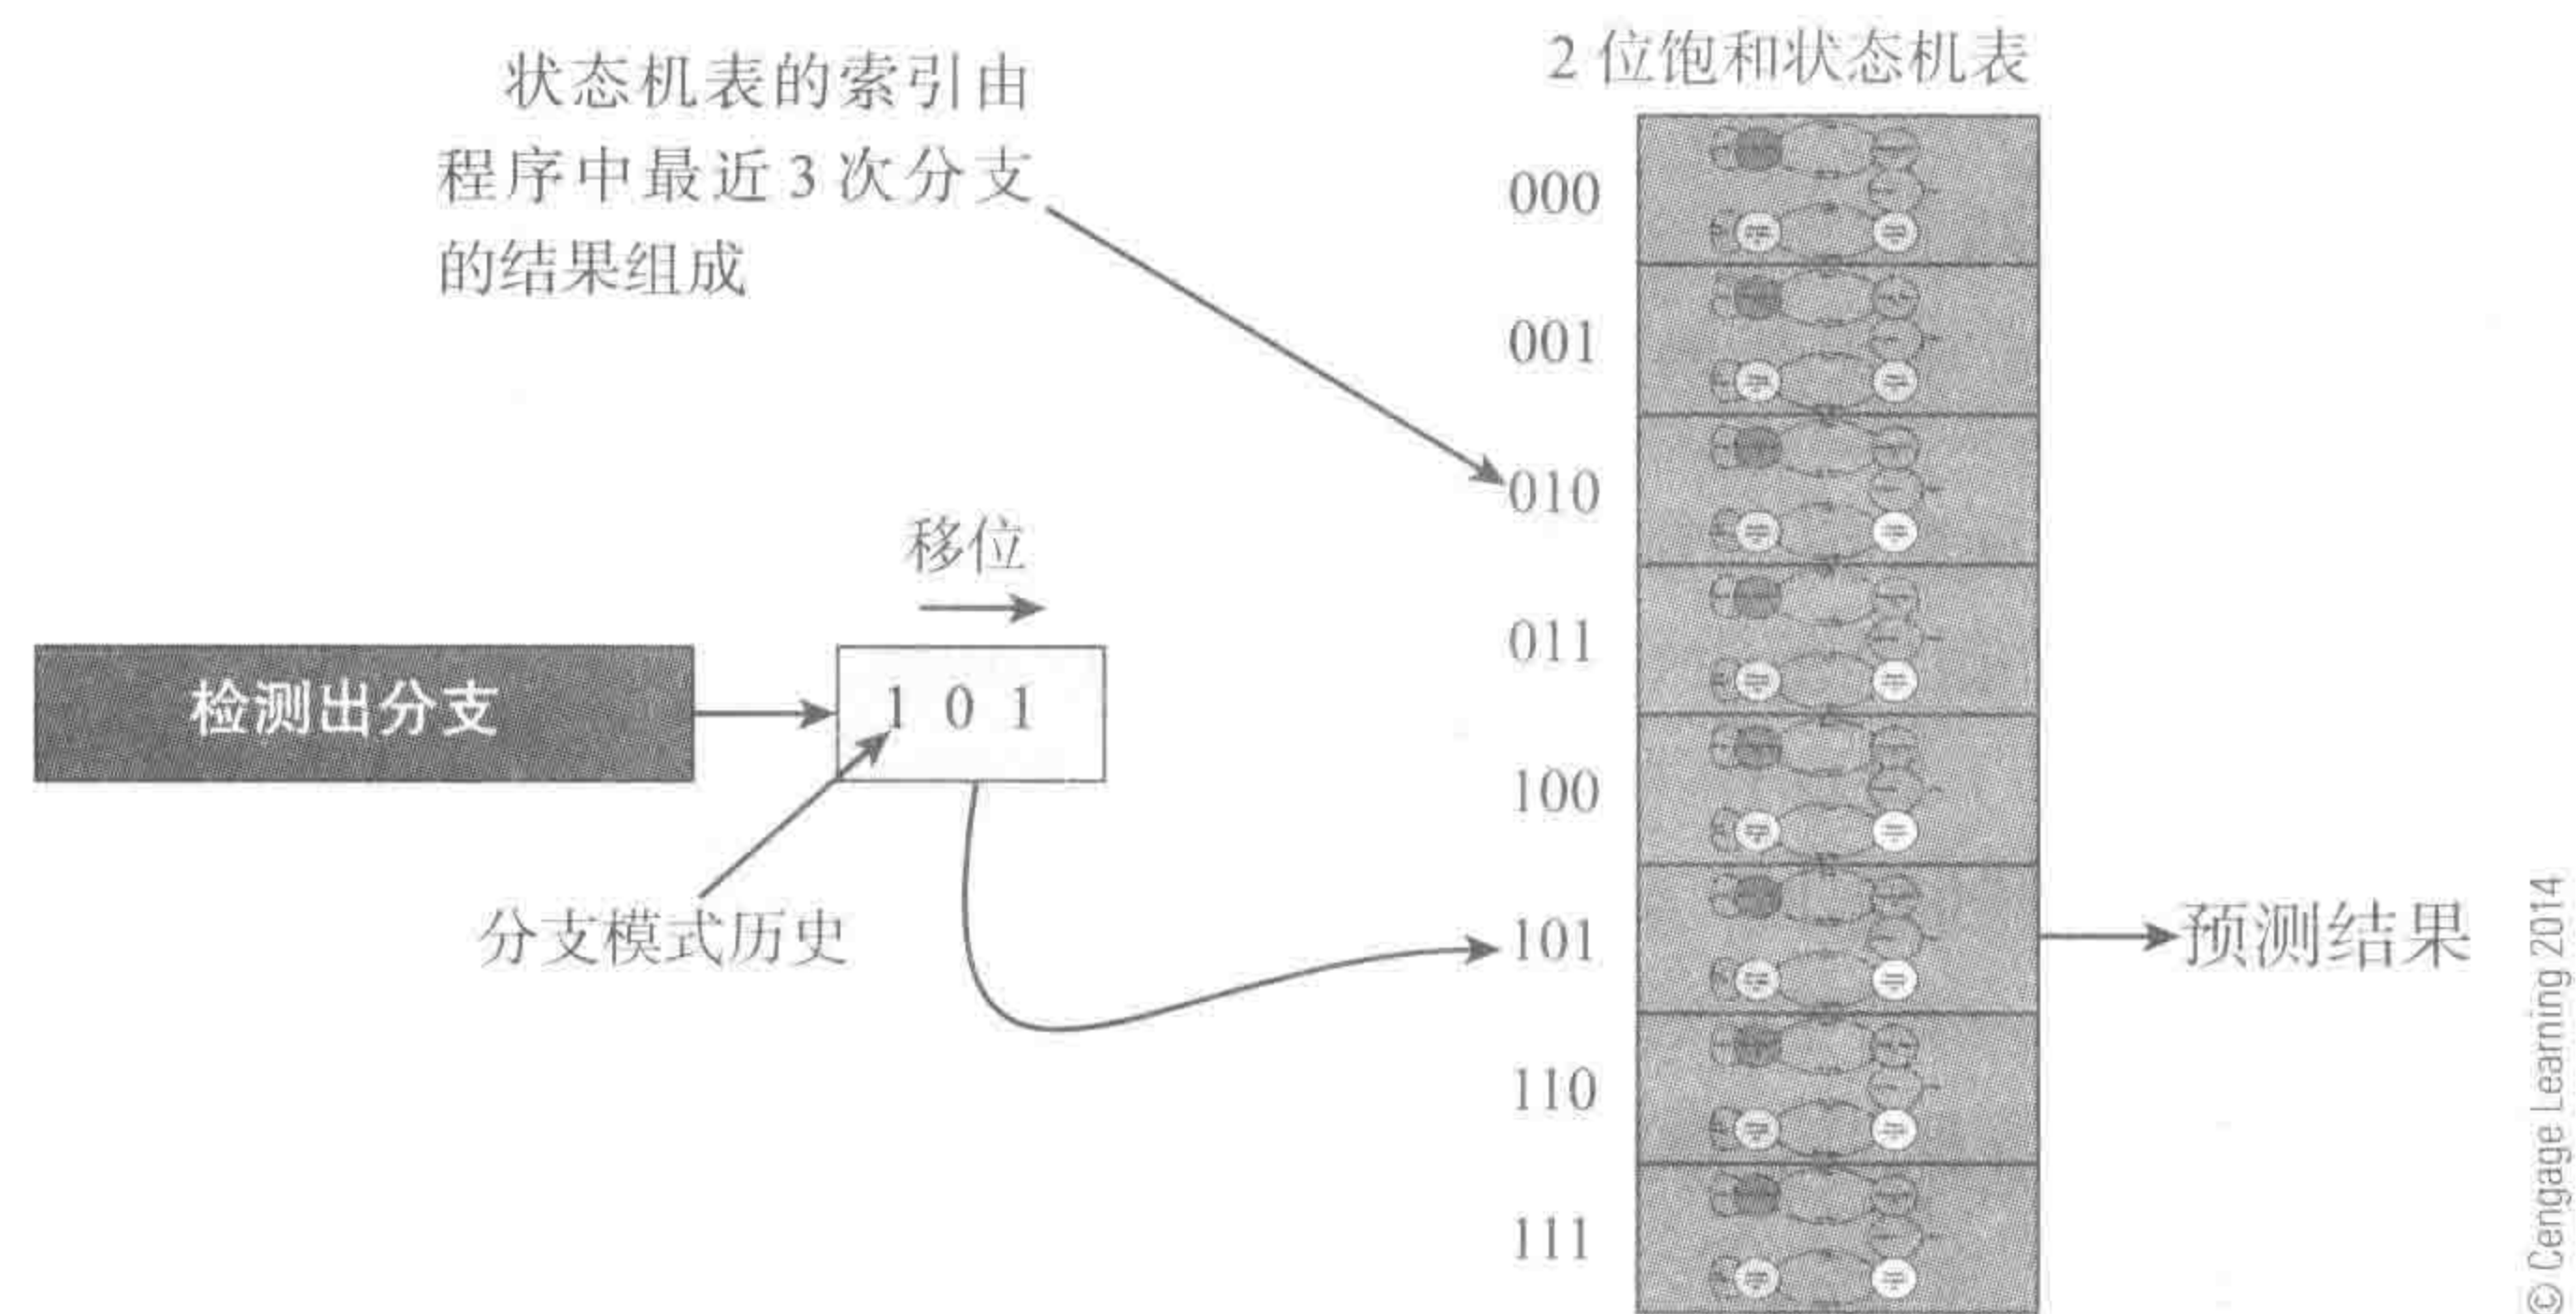 状态机表的索引由
程序中最近3次分支
的结果组成
2位饱和状态机表
000
001
010
011
100
101
110
111
移位
检测出分支
1 0 1
分支模式历史
预测结果
© Cengage Learning 2014